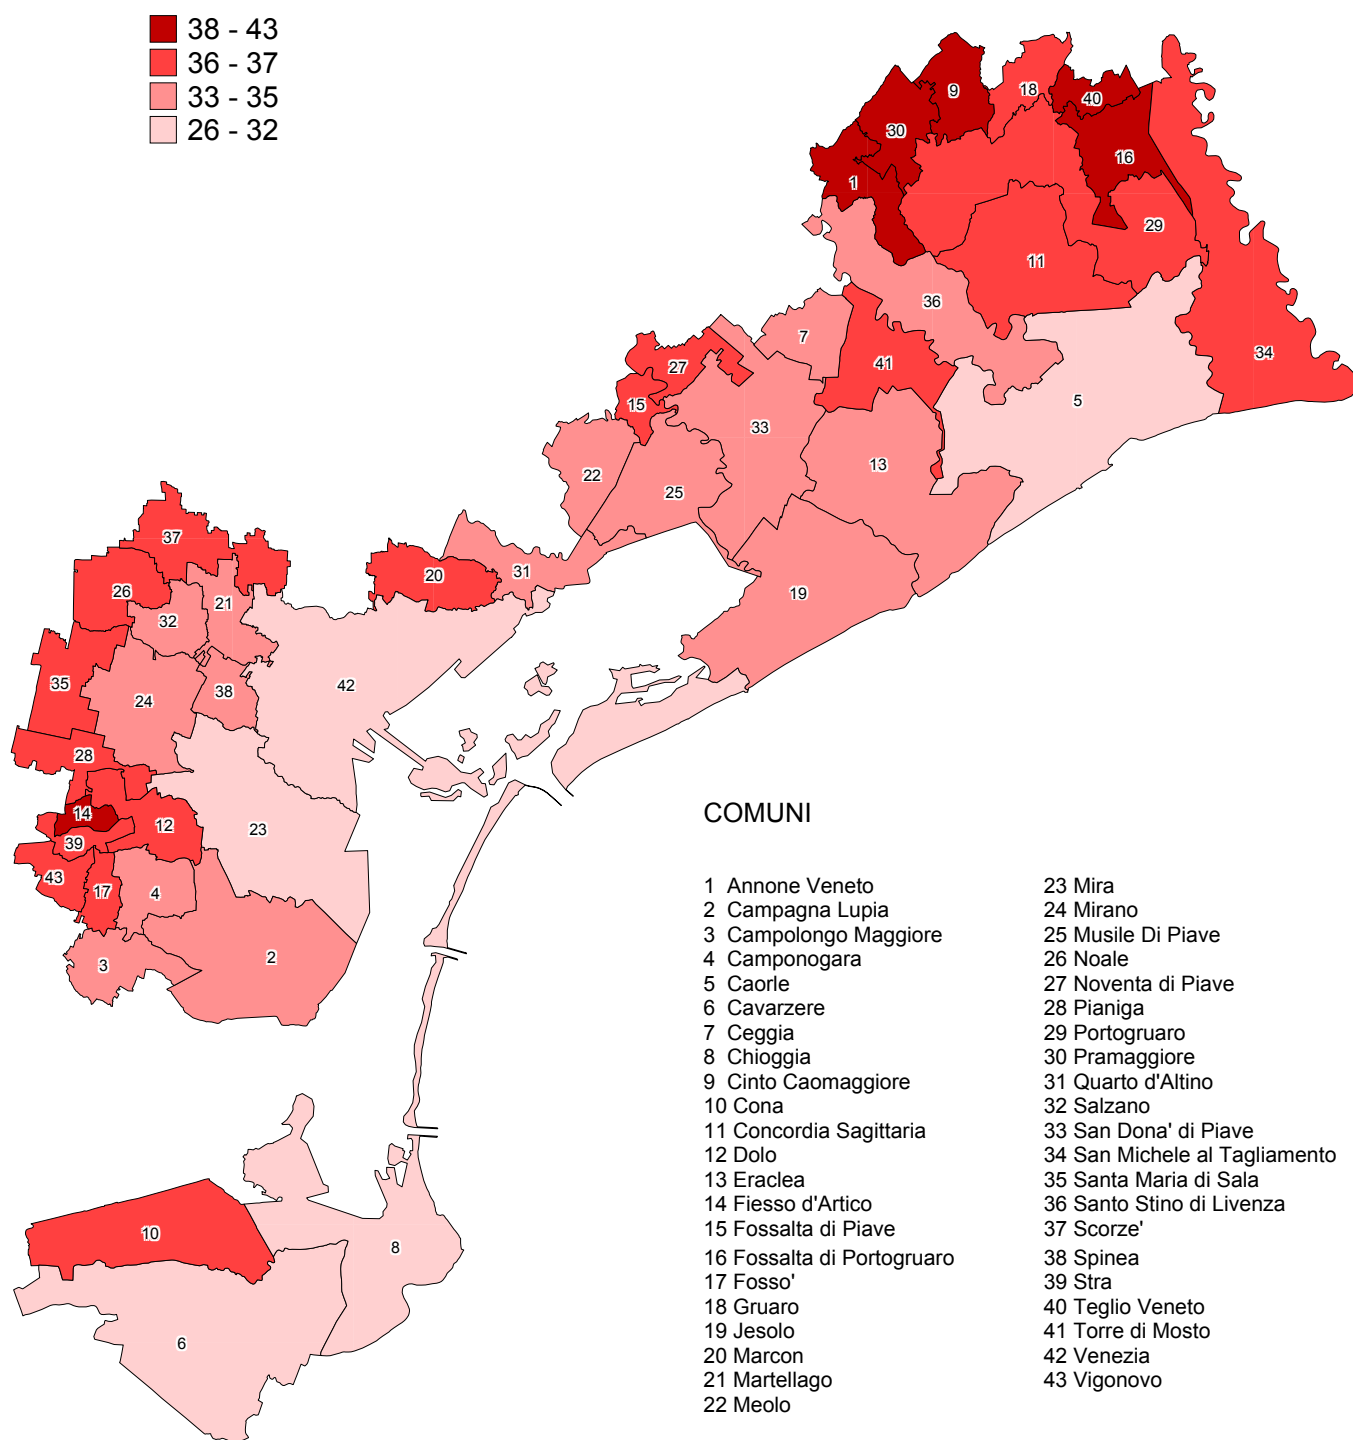 38 - 43
36 - 37
33 - 35
26 - 32
9
18
40
30
16
1
29
11
36
7
34
41
27
5
15
33
13
22
25
37
20
31
26
21
19
32
35
42
38
24
28
14
12
23
39
43
17
4
3
2
10
8
6
COMUNI
1 Annone Veneto
2 Campagna Lupia
3 Campolongo Maggiore
4 Camponogara
5 Caorle
6 Cavarzere
7 Ceggia
8 Chioggia
9 Cinto Caomaggiore
10 Cona
11 Concordia Sagittaria
12 Dolo
13 Eraclea
14 Fiesso d'Artico
15 Fossalta di Piave
16 Fossalta di Portogruaro
17 Fosso'
18 Gruaro
19 Jesolo
20 Marcon
21 Martellago
22 Meolo
23 Mira
24 Mirano
25 Musile Di Piave
26 Noale
27 Noventa di Piave
28 Pianiga
29 Portogruaro
30 Pramaggiore
31 Quarto d'Altino
32 Salzano
33 San Dona' di Piave
34 San Michele al Tagliamento
35 Santa Maria di Sala
36 Santo Stino di Livenza
37 Scorze'
38 Spinea
39 Stra
40 Teglio Veneto
41 Torre di Mosto
42 Venezia
43 Vigonovo